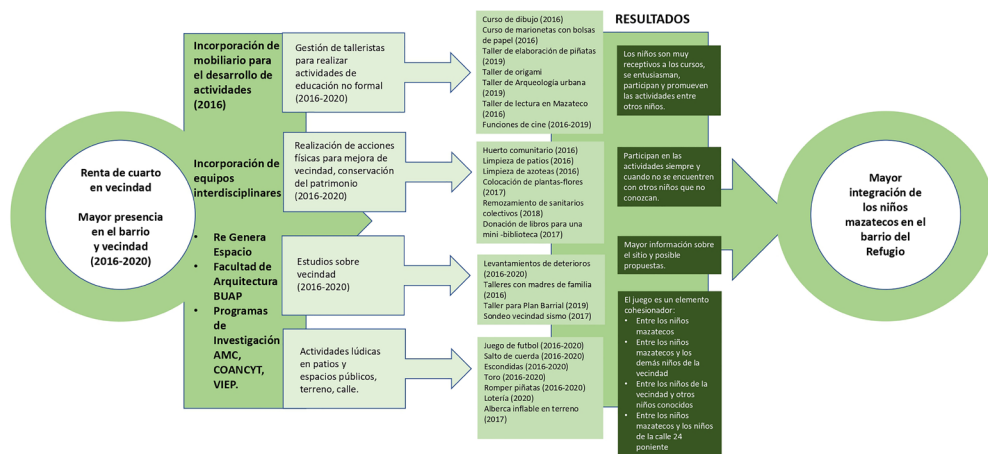 Renta de cuarto
en vecindad
Mayor presencia
en el barrio
y vecindad
(2016-2020)
Incorporación de
mobiliario para
el desarrollo de
actividades
(2016)
Incorporación de
equipos
interdisciplinares
• Re Genera
Espacio
• Facultad de
Arquitectura
BUAP
• Programas
de
Investigación
AMC,
COANCYT,
VIEP.
Gestión de talleristas
para realizar
actividades de
educación no formal
(2016-2020)
Realización de acciones
físicas para mejora de
vecindad, conservación
del patrimonio
(2016-2020)
Estudios sobre
vecindad
(2016-2020)
Actividades lúdicas
en patios y
espacios públicos,
terreno, calle.
Curso de dibujo (2016)
Curso de marionetas con bolsas
de papel (2016)
Taller de elaboración de piñatas
(2019)
Taller de origami
Taller de Arqueología urbana
(2019)
Taller de lectura en Mazateco
(2016)
Funciones de cine (2016-2019)
Huerto comunitario (2016)
Limpieza de patios (2016)
Limpieza de azoteas (2016)
Colocación de plantas-flores
(2017)
Remozamiento de sanitarios
colectivos (2018)
Donación de libros para una
mini -biblioteca (2017)
Levantamientos de deterioros
(2016-2020)
Talleres con madres de familia
(2016)
Taller para Plan Barrial (2019)
Sondeo vecindad sismo (2017)
Juego de futbol (2016-2020)
Salto de cuerda (2016-2020)
Escondidas (2016-2020)
Toro (2016-2020)
Romper piñatas (2016-2020)
Lotería (2020)
Alberca inflable en terreno
(2017)
RESULTADOS
Los niños son muy
receptivos a los cursos,
se entusiasman,
participan y promueven
las actividades entre
otros niños.
Participan en las
actividades siempre y
cuando no se encuentren
con otros niños que no
conozcan.
Mayor información sobre
el sitio y posible
propuestas.
El juego es un elemento
cohesionador:
• Entre los niños
mazatecos
• Entre los niños
mazatecos y los
demás niños de la
vecindad
• Entre los niños de la
vecindad y otros
niños conocidos
• Entre los niños
mazatecos y los niños
de la calle 24
poniente
Mayor
integración de
los niños
mazatecos en el
barrio del
Refugio